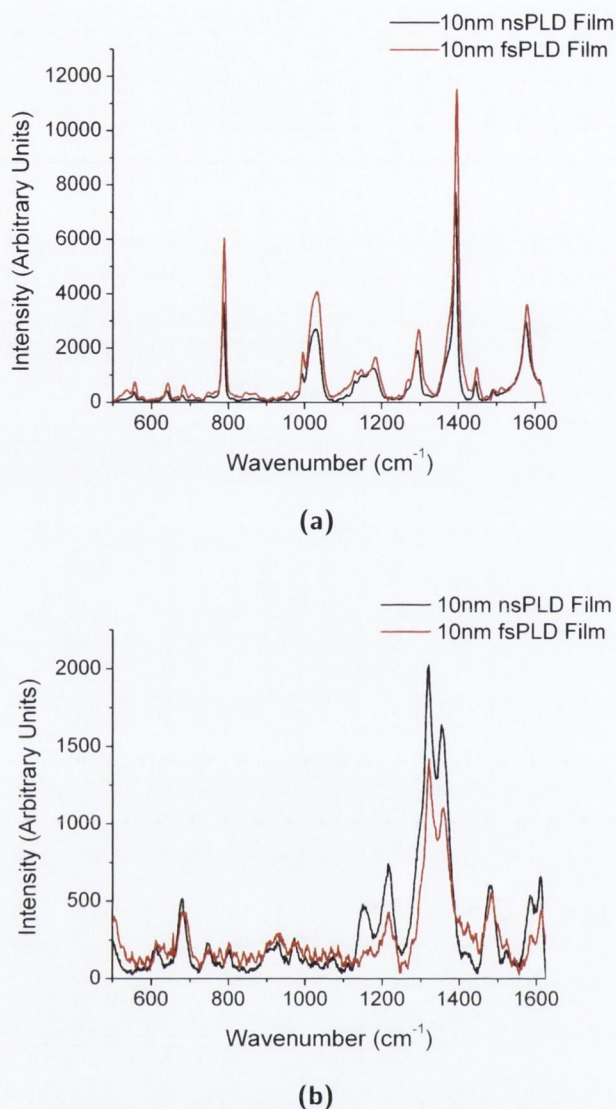 10nm nsPLD Film
10nm fsPLD Film
12000
10000
8000
6000
4000
2000
0
Intensity (Arbitrary Units)
600 800 1000 1200 1400 1600
Wavenumber (cm⁻¹)
(a)
10nm nsPLD Film
10nm fsPLD Film
2000
1500
1000
500
0
Intensity (Arbitrary Units)
600 800 1000 1200 1400 1600
Wavenumber (cm⁻¹)
(b)